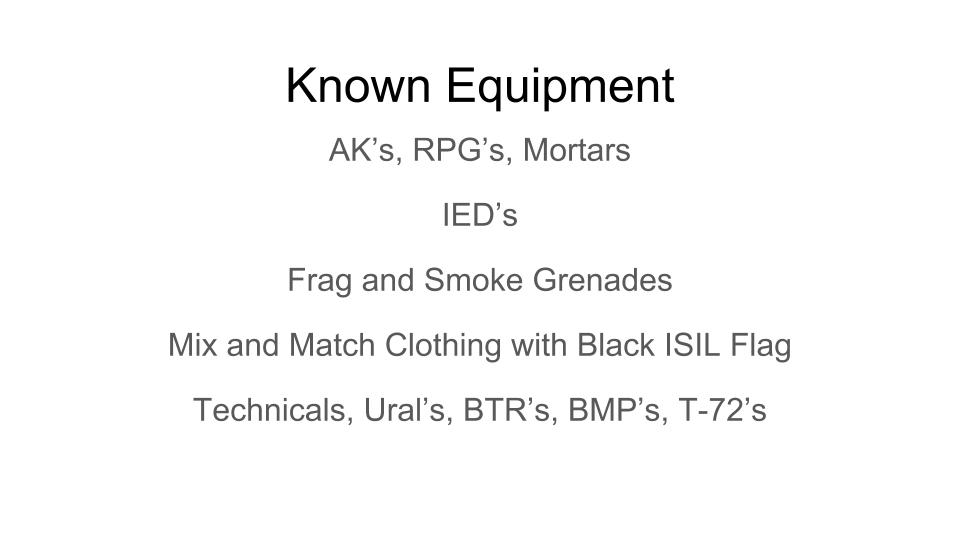 Known Equipment
AK’s, RPG’s, Mortars
IED’s
Frag and Smoke Grenades
Mix and Match Clothing with Black ISIL Flag
Technicals, Ural’s, BTR’s, BMP’s, T-72’s